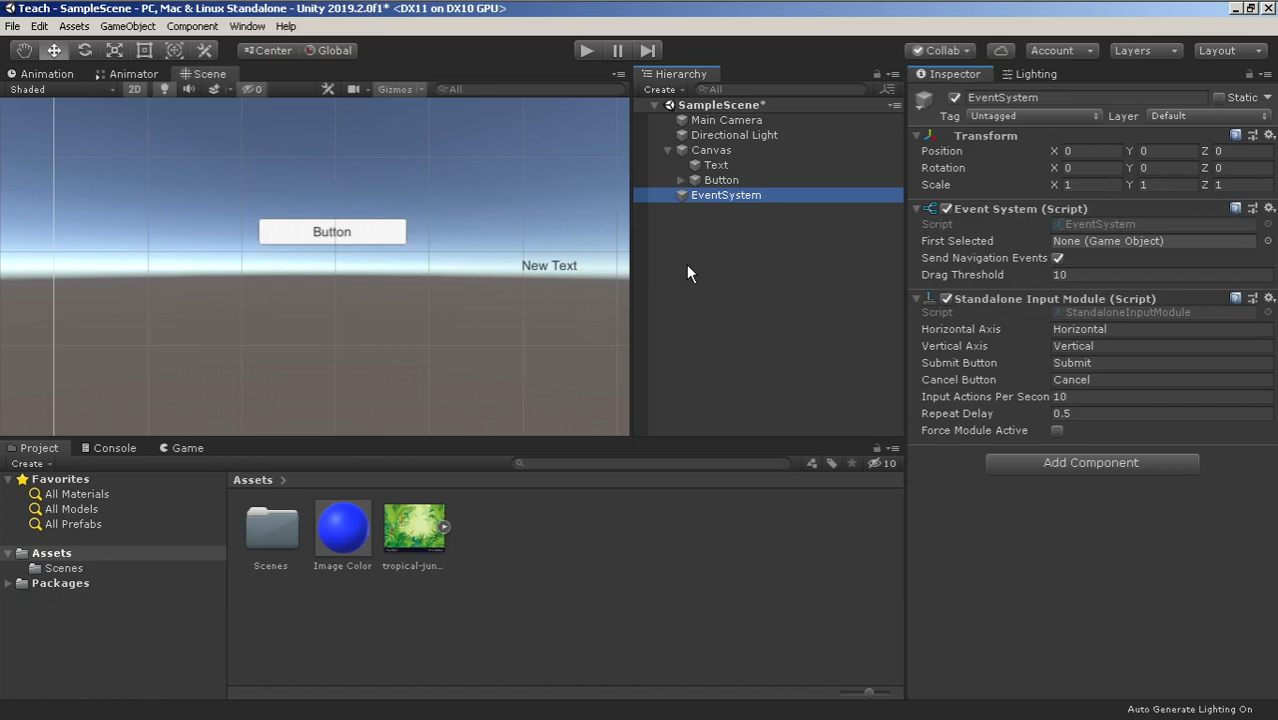 Teach - SampleScene - PC, Mac & Linux Standalone - Unity 2019.2.0f1* <DX11 on DX10 GPU>
File Edit Assets GameObject Component Window Help
Center Global Collab Account Layers Layout
Animation Animator Scene
Shaded 2D 0 Gizmos All
Button
New Text
Hierarchy
Create All
SampleScene*
Main Camera
Directional Light
Canvas
Text
Button
EventSystem
Inspector Lighting
EventSystem Static
Tag Untagged Layer Default
Transform
Position X 0 Y 0 Z 0
Rotation X 0 Y 0 Z 0
Scale X 1 Y 1 Z 1
Event System (Script)
Script EventSystem
First Selected None (Game Object)
Send Navigation Events
Drag Threshold 10
Standalone Input Module (Script)
Script StandaloneInputModule
Horizontal Axis Horizontal
Vertical Axis Vertical
Submit Button Submit
Cancel Button Cancel
Input Actions Per Secon 10
Repeat Delay 0.5
Force Module Active
Add Component
Project Console Game
Create 10
Favorites
All Materials
All Models
All Prefabs
Assets
Scenes
Packages
Assets
Scenes Image Color tropical-jun...
Auto Generate Lighting On